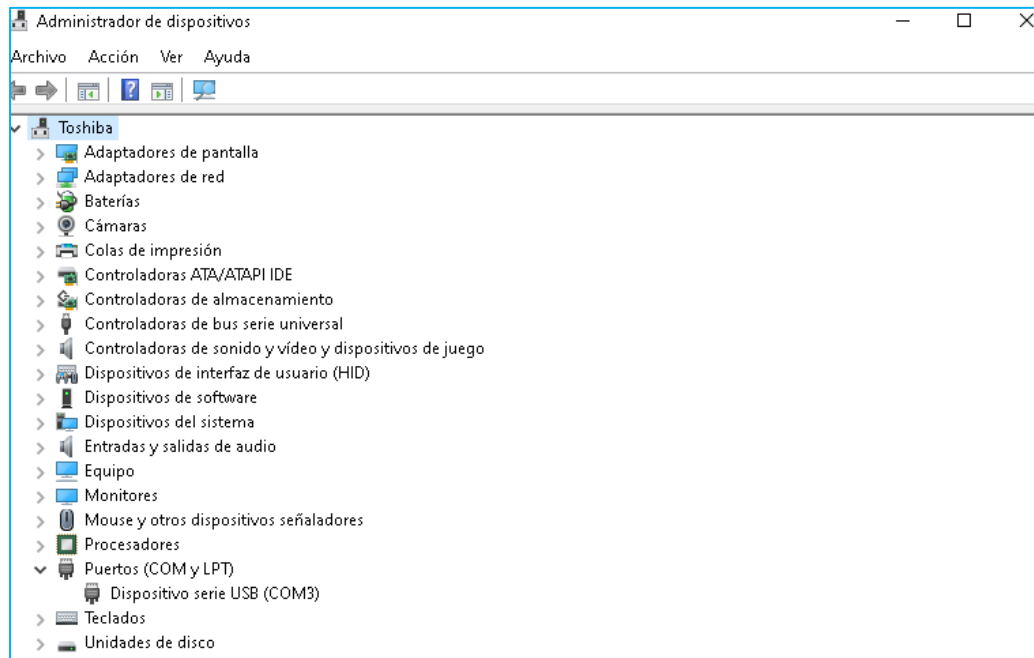 Administrador de dispositivos
Archivo Acción Ver Ayuda
Toshiba
Adaptadores de pantalla
Adaptadores de red
Baterías
Cámaras
Colas de impresión
Controladoras ATA/ATAPI IDE
Controladoras de almacenamiento
Controladoras de bus serie universal
Controladoras de sonido y vídeo y dispositivos de juego
Dispositivos de interfaz de usuario (HID)
Dispositivos de software
Dispositivos del sistema
Entradas y salidas de audio
Equipo
Monitores
Mouse y otros dispositivos señaladores
Procesadores
Puertos (COM y LPT)
Dispositivo serie USB (COM3)
Teclados
Unidades de disco